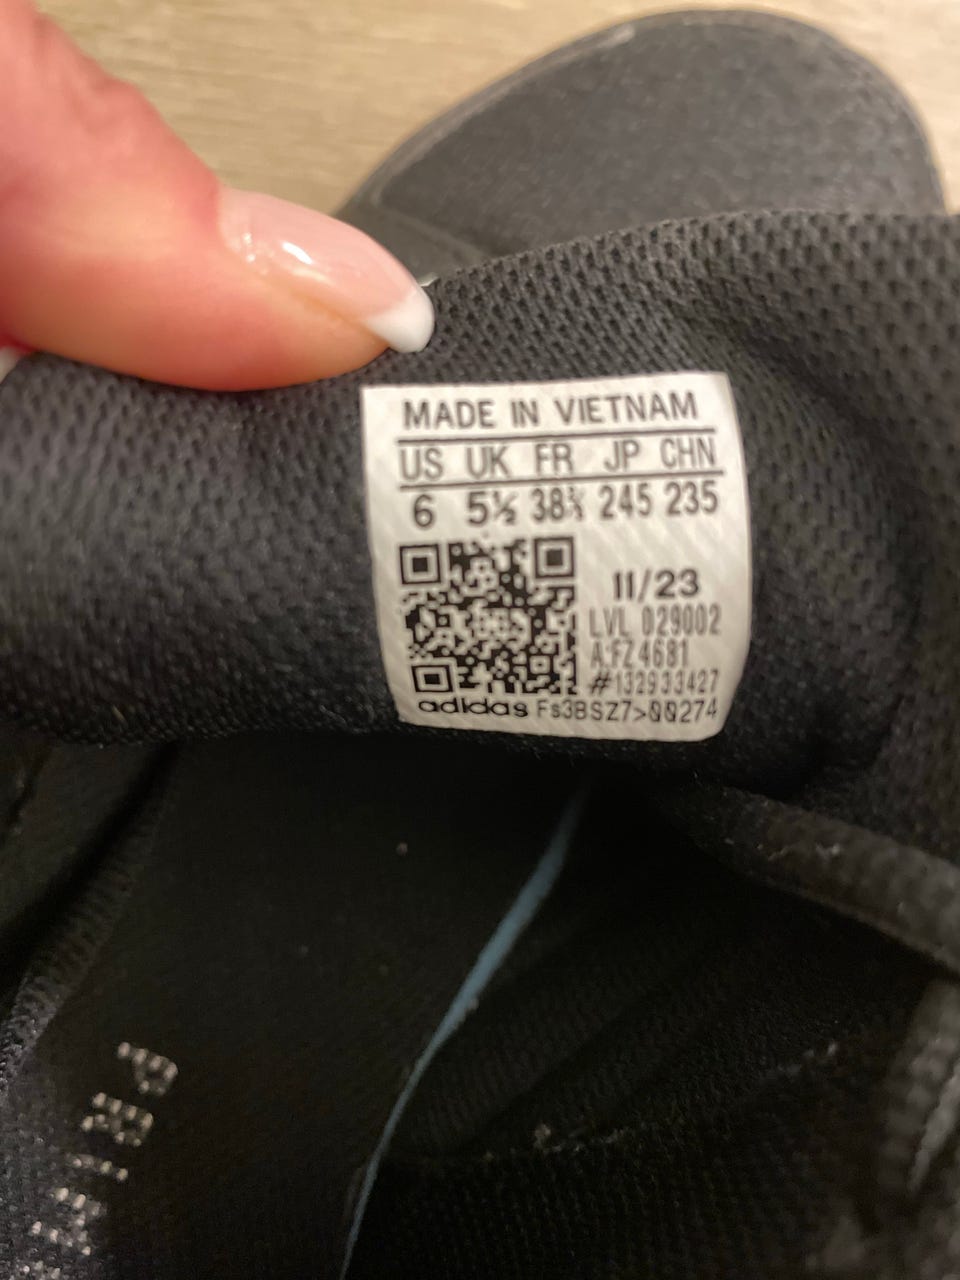 MADE IN VIETNAM
US UK FR JP CHN
6 5½ 38⅔ 245 235
11/23
LVL 029002
A:FZ4681
#132933427
adidas Fs3BSZ7>00274
PRIM